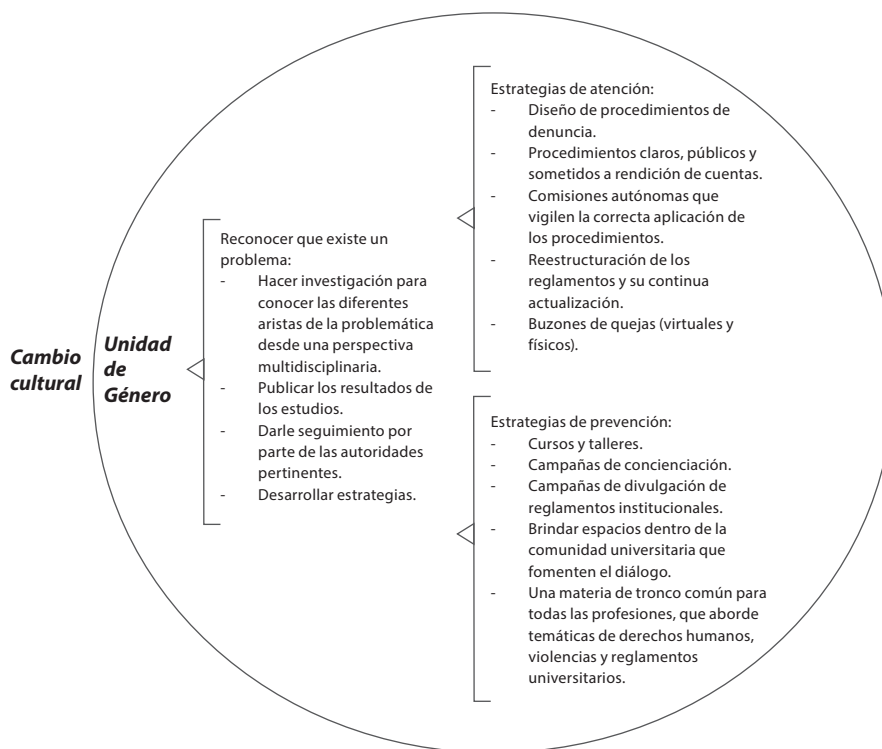 Cambio
cultural
Unidad
de
Género
Reconocer que existe un
problema:
- Hacer investigación para
conocer las diferentes
aristas de la problemática
desde una perspectiva
multidisciplinaria.
- Publicar los resultados de
los estudios.
- Darle seguimiento por
parte de las autoridades
pertinentes.
- Desarrollar estrategias.
Estrategias de atención:
- Diseño de procedimientos de
denuncia.
- Procedimientos claros, públicos y
sometidos a rendición de cuentas.
- Comisiones autónomas que
vigilen la correcta aplicación de
los procedimientos.
- Reestructuración de los
reglamentos y su continua
actualización.
- Buzones de quejas (virtuales y
físicos).
Estrategias de prevención:
- Cursos y talleres.
- Campañas de concienciación.
- Campañas de divulgación de
reglamentos institucionales.
- Brindar espacios dentro de la
comunidad universitaria que
fomenten el diálogo.
- Una materia de tronco común para
todas las profesiones, que aborde
temáticas de derechos humanos,
violencias y reglamentos
universitarios.